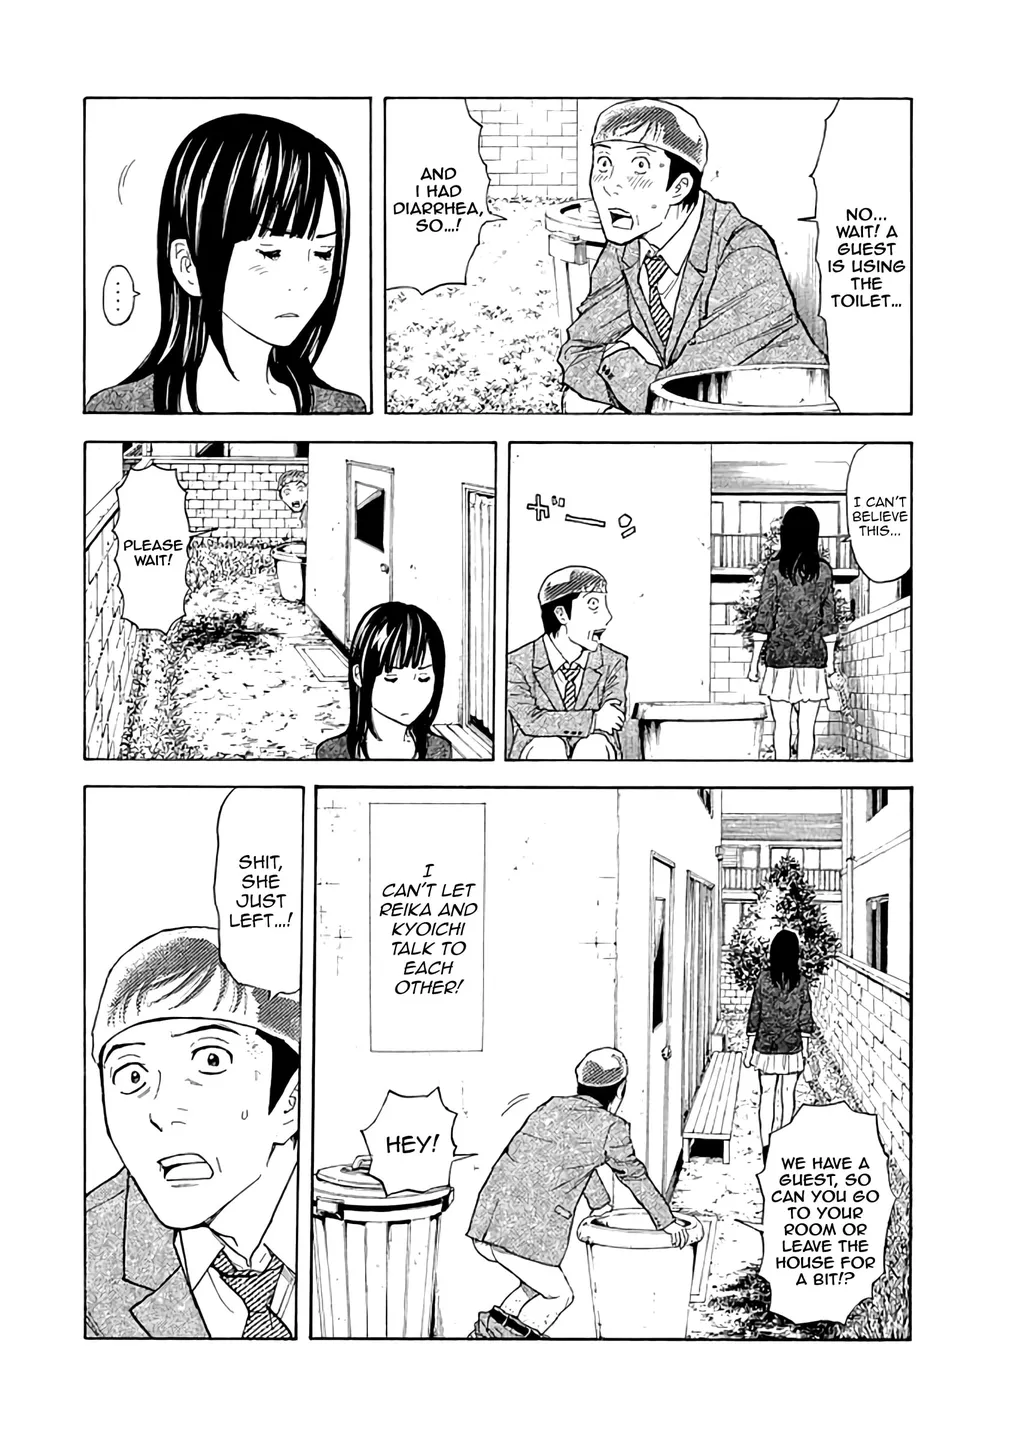 NO...
WAIT! A
GUEST
IS USING
THE
TOILET...
AND
I HAD
DIARRHEA,
SO...!
....
I CAN'T
BELIEVE
THIS...
ガーン
PLEASE
WAIT!
I
CAN'T LET
REIKA AND
KYOICHI
TALK TO
EACH
OTHER!
HEY!
WE HAVE A
GUEST, SO
CAN YOU GO
TO YOUR
ROOM OR
LEAVE THE
HOUSE FOR
A BIT!?
SHIT,
SHE
JUST
LEFT...!